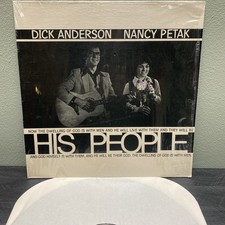 DICK ANDERSON NANCY PETAK
NOW THE DWELLING OF GOD IS WITH MEN AND HE WILL LIVE WITH THEM AND THEY WILL BE
HIS PEOPLE
AND GOD HIMSELF IS WITH THEM, AND HE WILL BE THEIR GOD. THE DWELLING OF GOD IS WITH MEN,